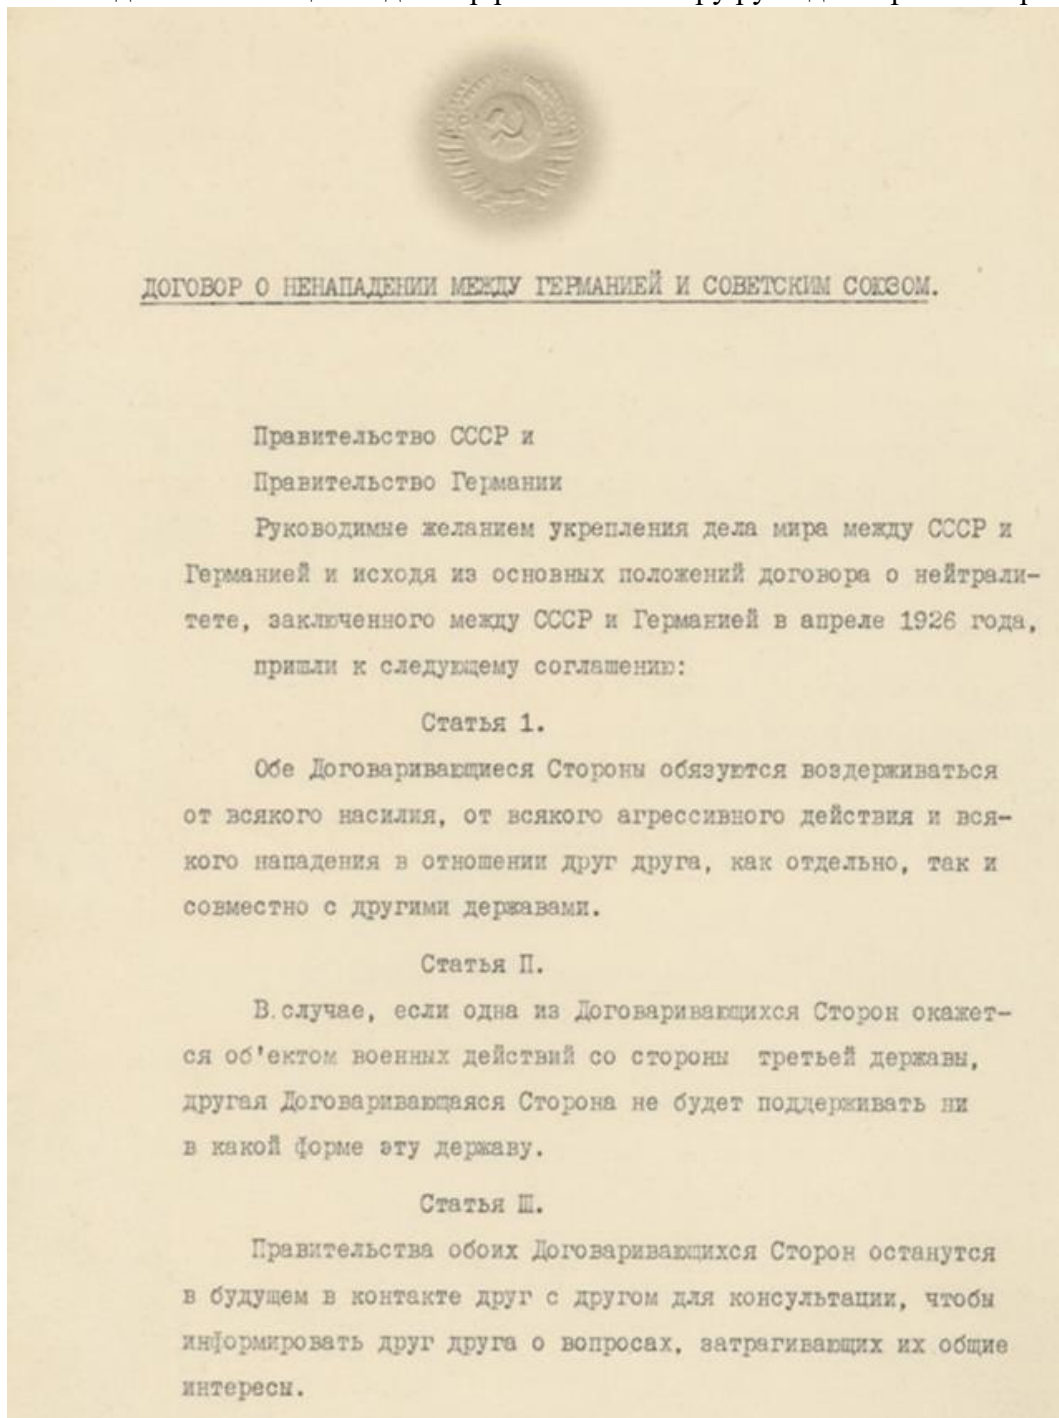 ДОГОВОР О НЕНАПАДЕНИИ МЕЖДУ ГЕРМАНИЕЙ И СОВЕТСКИМ СОЮЗОМ.
Правительство СССР и
Правительство Германии
Руководимые желанием укрепления дела мира между СССР и
Германией и исходя из основных положений договора о нейтрали-
тете, заключенного между СССР и Германией в апреле 1926 года,
пришли к следующему соглашению:
Статья 1.
Обе Договаривающиеся Стороны обязуются воздерживаться
от всякого насилия, от всякого агрессивного действия и вся-
кого нападения в отношении друг друга, как отдельно, так и
совместно с другими державами.
Статья П.
В случае, если одна из Договаривающихся Сторон окажет-
ся об'ектом военных действий со стороны третьей державы,
другая Договаривающаяся Сторона не будет поддерживать ни
в какой форме эту державу.
Статья Ш.
Правительства обоих Договаривающихся Сторон останутся
в будущем в контакте друг с другом для консультации, чтобы
информировать друг друга о вопросах, затрагивающих их общие
интересы.